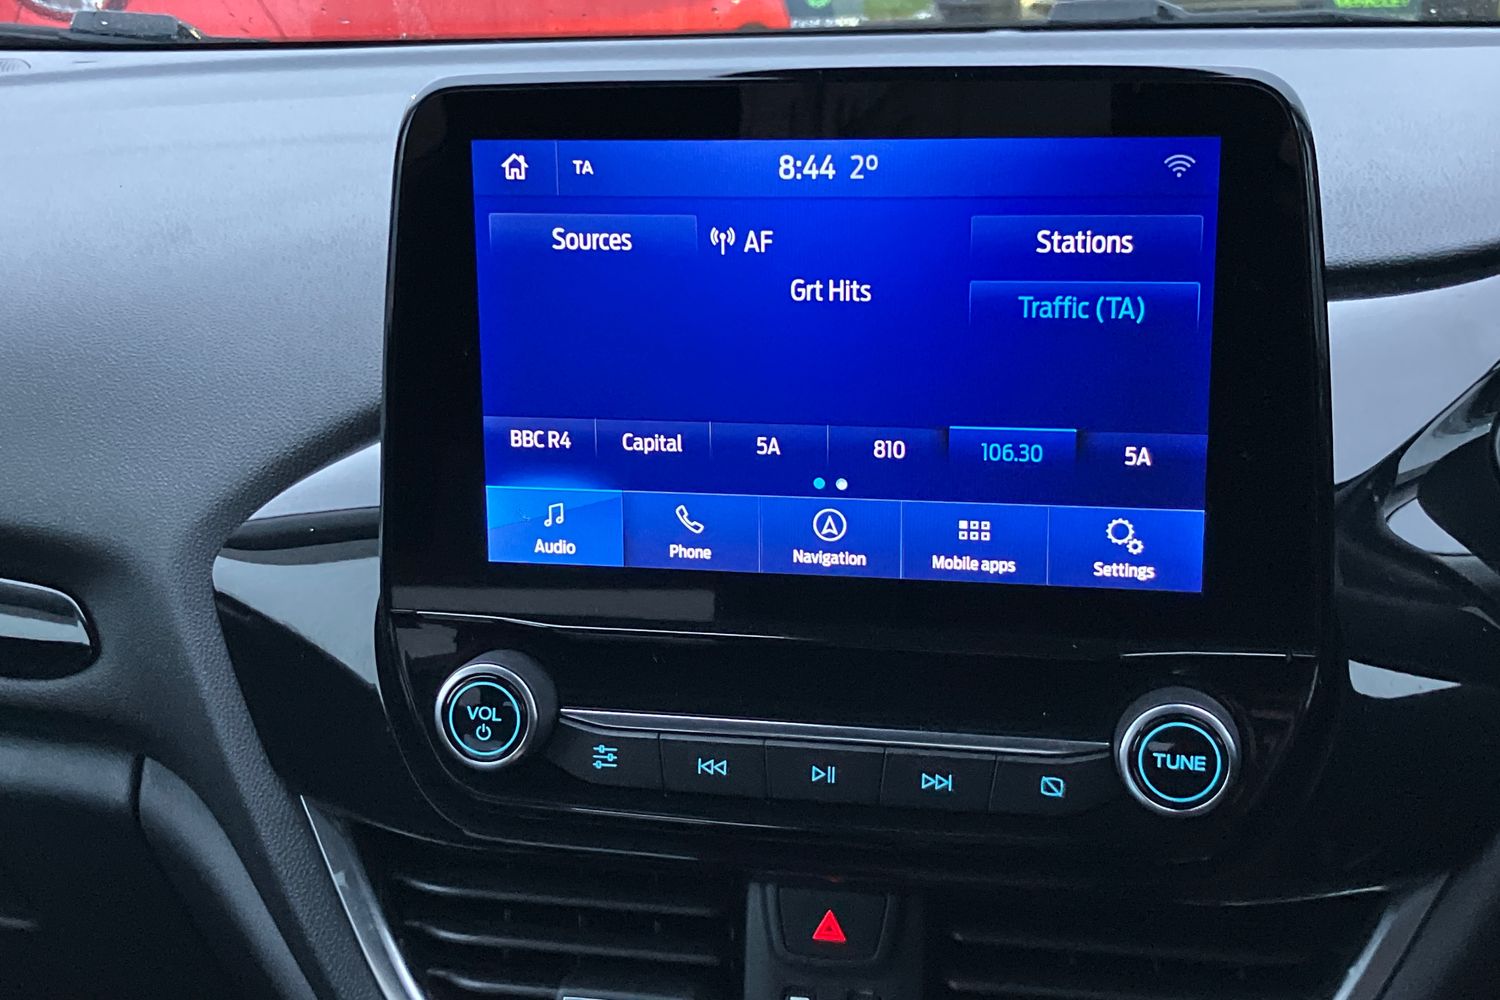 TA 8:44 2º
Sources AF Stations
Grt Hits
Traffic (TA)
BBC R4 Capital 5A 810 106.30 5A
Audio Phone Navigation Mobile apps Settings
VOL
TUNE